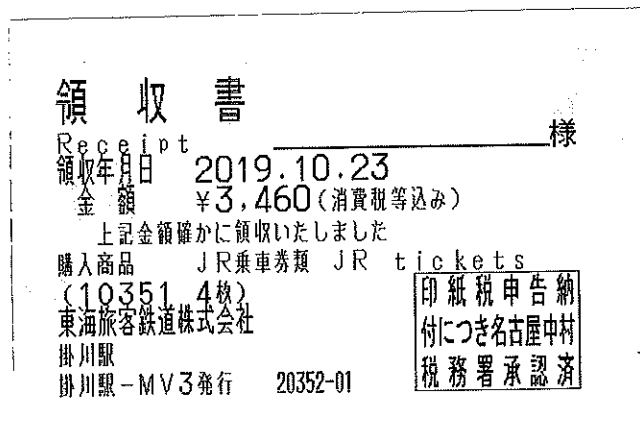 領収書
Receipt 様
領収年月日 2019.10.23
金額 ¥3,460(消費税等込み)
上記金額確かに領収いたしました
購入商品 JR乗車券類 JR tickets
(10351 4枚)
東海旅客鉄道株式会社
掛川駅
掛川駅-MV3発行 20352-01
印紙税申告納
付につき名古屋中村
税務署承認済